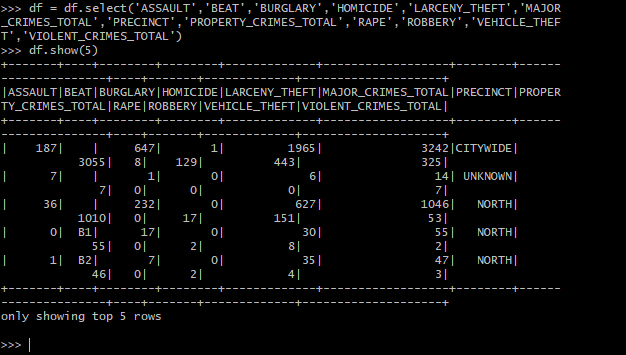 >>> df = df.select('ASSAULT','BEAT','BURGLARY','HOMICIDE','LARCENY_THEFT','MAJOR
_CRIMES_TOTAL','PRECINCT','PROPERTY_CRIMES_TOTAL','RAPE','ROBBERY','VEHICLE_THEF
T','VIOLENT_CRIMES_TOTAL')
>>> df.show(5)
+-------+----+--------+--------+-------------+------------------+--------+------
---------------+----+-------+-------------+--------------------+
|ASSAULT|BEAT|BURGLARY|HOMICIDE|LARCENY_THEFT|MAJOR_CRIMES_TOTAL|PRECINCT|PROPER
TY_CRIMES_TOTAL|RAPE|ROBBERY|VEHICLE_THEFT|VIOLENT_CRIMES_TOTAL|
+-------+----+--------+--------+-------------+------------------+--------+------
---------------+----+-------+-------------+--------------------+
|    187|    |     647|       1|         1965|              3242|CITYWIDE|
           3055|   8|    129|          443|                 325|
|      7|    |       1|       0|            6|                14| UNKNOWN|
              7|   0|      0|            0|                   7|
|     36|    |     232|       0|          627|              1046|   NORTH|
           1010|   0|     17|          151|                  53|
|      0|  B1|      17|       0|           30|                55|   NORTH|
             55|   0|      2|            8|                   2|
|      1|  B2|       7|       0|           35|                47|   NORTH|
             46|   0|      2|            4|                   3|
+-------+----+--------+--------+-------------+------------------+--------+------
---------------+----+-------+-------------+--------------------+
only showing top 5 rows
>>>